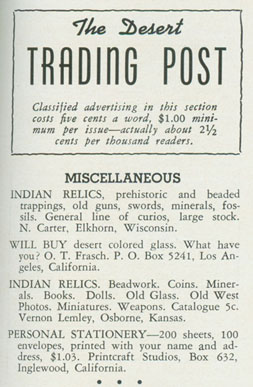 The Desert
TRADING POST
Classified advertising in this section
costs five cents a word, $1.00 mini-
mum per issue—actually about 2½
cents per thousand readers.
MISCELLANEOUS
INDIAN RELICS, prehistoric and beaded
trappings, old guns, swords, minerals, fos-
sils. General line of curios, large stock.
N. Carter, Elkhorn, Wisconsin.
WILL BUY desert colored glass. What have
you? O. T. Frasch. P. O. Box 5241, Los An-
geles, California.
INDIAN RELICS. Beadwork. Coins. Miner-
als. Books. Dolls. Old Glass. Old West
Photos. Miniatures. Weapons. Catalogue 5c.
Vernon Lemley, Osborne, Kansas.
PERSONAL STATIONERY—200 sheets, 100
envelopes, printed with your name and ad-
dress, $1.03. Printcraft Studios, Box 632,
Inglewood, California.
• • •